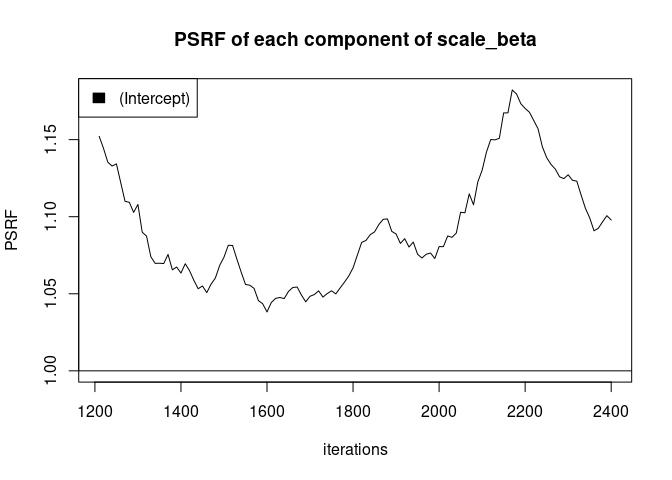 PSRF of each component of scale_beta
(Intercept)
PSRF
1.15
1.10
1.05
1.00
1200 1400 1600 1800 2000 2200 2400
iterations